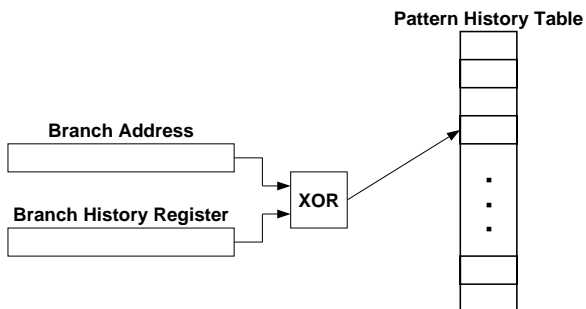 Pattern History Table
Branch Address
XOR
Branch History Register